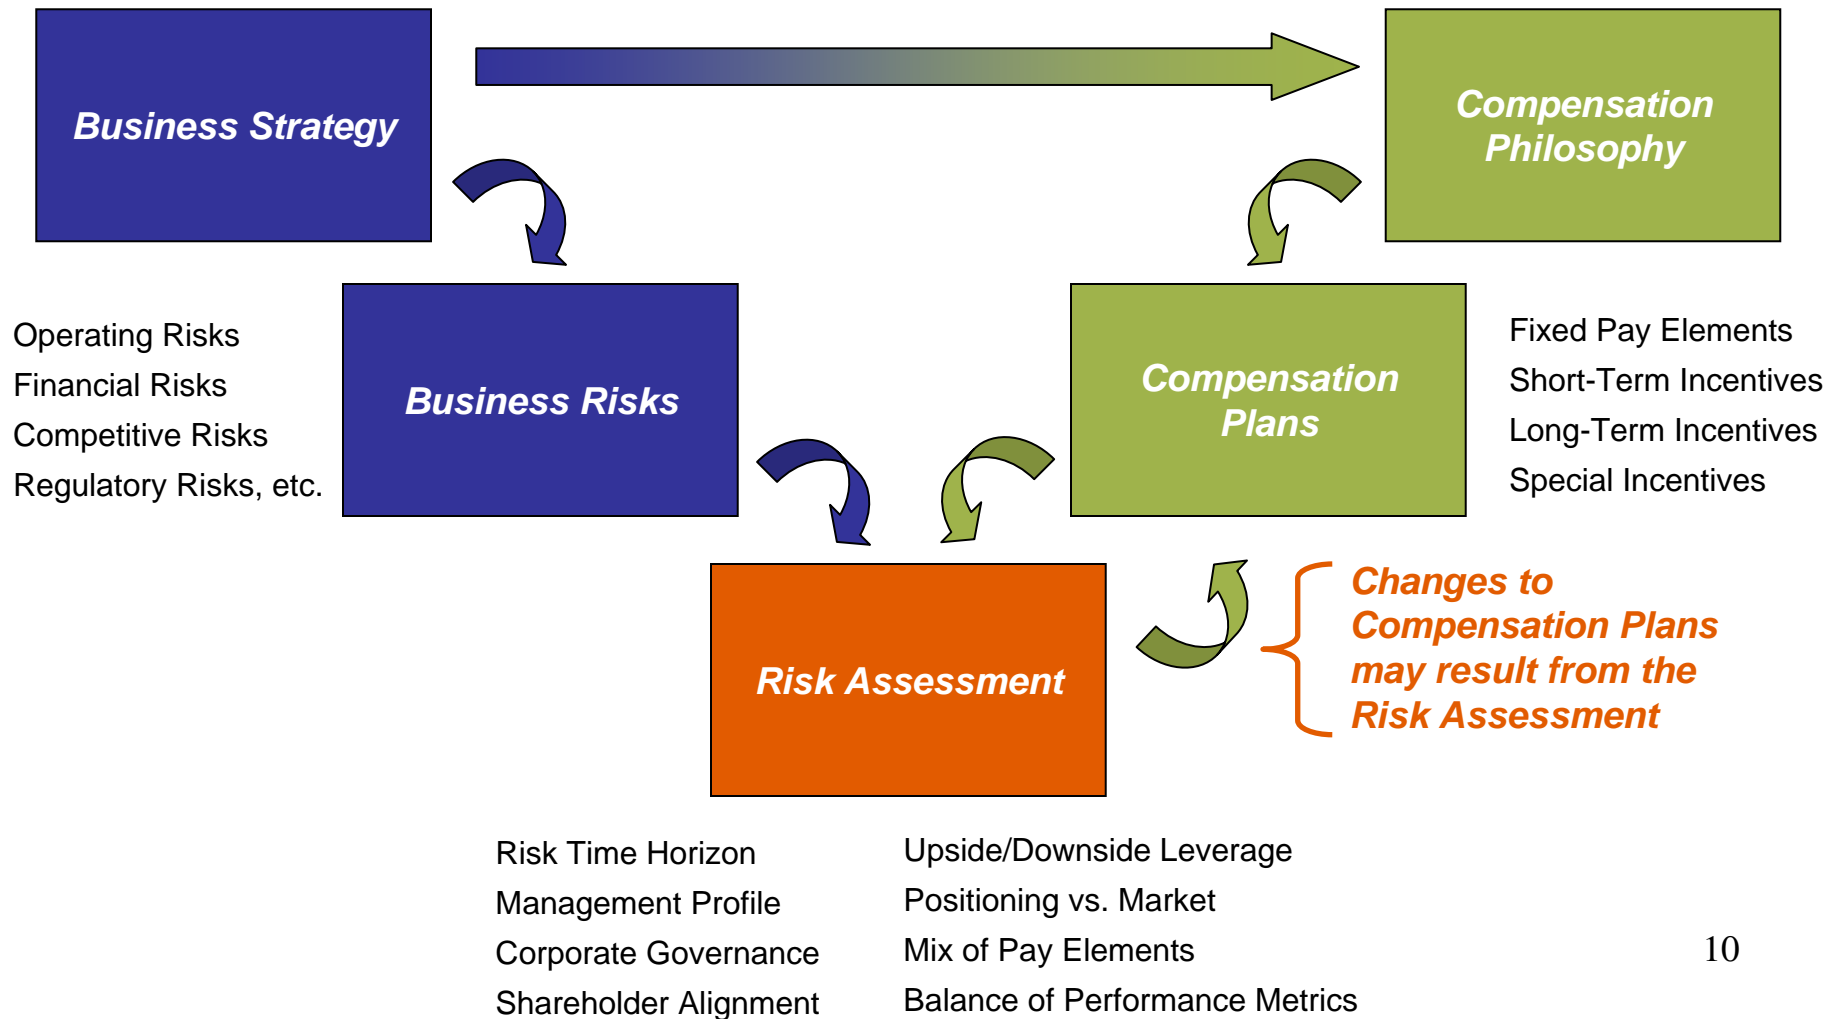 Business Strategy
Compensation
Philosophy
Operating Risks
Financial Risks
Competitive Risks
Regulatory Risks, etc.
Business Risks
Compensation
Plans
Fixed Pay Elements
Short-Term Incentives
Long-Term Incentives
Special Incentives
Risk Assessment
Changes to
Compensation Plans
may result from the
Risk Assessment
Risk Time Horizon
Management Profile
Corporate Governance
Shareholder Alignment
Upside/Downside Leverage
Positioning vs. Market
Mix of Pay Elements
Balance of Performance Metrics
10